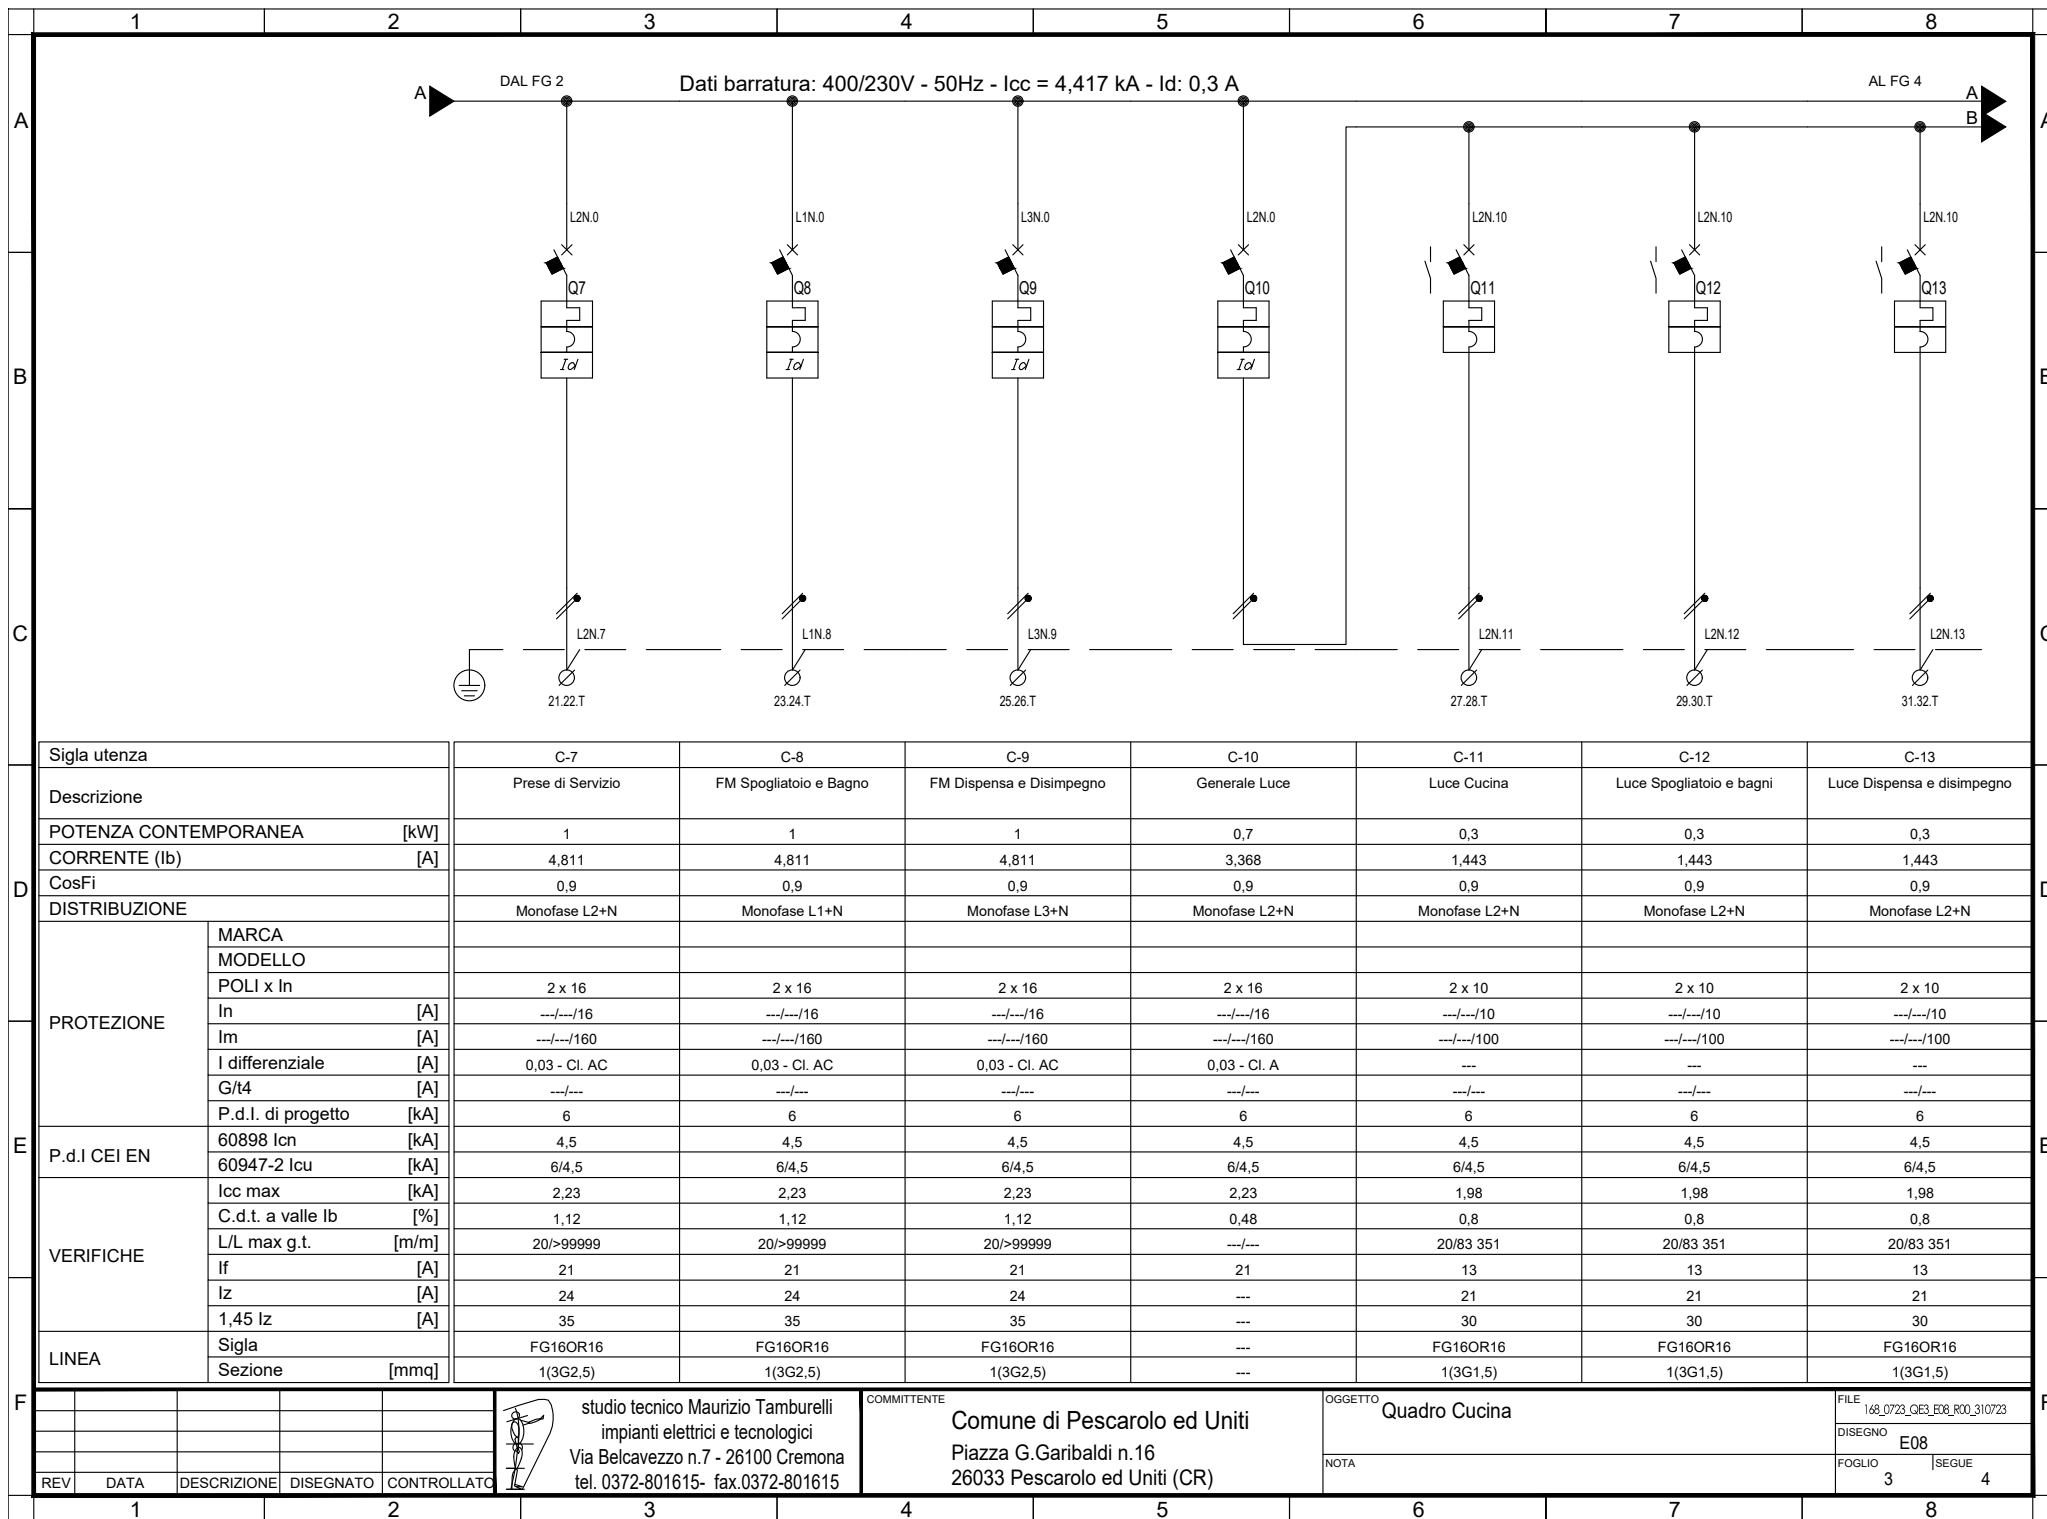 1 2 3 4 5 6 7 8
DAL FG 2 Dati barratura: 400/230V - 50Hz - Icc = 4,417 kA - Id: 0,3 A AL FG 4
A A
B
A A
L2N.0 L1N.0 L3N.0 L2N.0 L2N.10 L2N.10 L2N.10
Q7 Q8 Q9 Q10 Q11 Q12 Q13
Id Id Id Id
B B
C C
L2N.7 L1N.8 L3N.9 L2N.11 L2N.12 L2N.13
21.22.T 23.24.T 25.26.T 27.28.T 29.30.T 31.32.T
Sigla utenza C-7 C-8 C-9 C-10 C-11 C-12 C-13
Descrizione Prese di Servizio FM Spogliatoio e Bagno FM Dispensa e Disimpegno Generale Luce Luce Cucina Luce Spogliatoio e bagni Luce Dispensa e disimpegno
POTENZA CONTEMPORANEA [kW] 1 1 1 0,7 0,3 0,3 0,3
CORRENTE (Ib) [A] 4,811 4,811 4,811 3,368 1,443 1,443 1,443
D D
CosFi 0,9 0,9 0,9 0,9 0,9 0,9 0,9
DISTRIBUZIONE Monofase L2+N Monofase L1+N Monofase L3+N Monofase L2+N Monofase L2+N Monofase L2+N Monofase L2+N
PROTEZIONE
MARCA
MODELLO
POLI x In 2 x 16 2 x 16 2 x 16 2 x 16 2 x 10 2 x 10 2 x 10
In [A] ---/---/16 ---/---/16 ---/---/16 ---/---/16 ---/---/10 ---/---/10 ---/---/10
Im [A] ---/---/160 ---/---/160 ---/---/160 ---/---/160 ---/---/100 ---/---/100 ---/---/100
I differenziale [A] 0,03 - Cl. AC 0,03 - Cl. AC 0,03 - Cl. AC 0,03 - Cl. A --- --- ---
G/t4 [A] ---/--- ---/--- ---/--- ---/--- ---/--- ---/--- ---/---
P.d.I. di progetto [kA] 6 6 6 6 6 6 6
E E
P.d.I CEI EN
60898 Icn [kA] 4,5 4,5 4,5 4,5 4,5 4,5 4,5
60947-2 Icu [kA] 6/4,5 6/4,5 6/4,5 6/4,5 6/4,5 6/4,5 6/4,5
VERIFICHE
Icc max [kA] 2,23 2,23 2,23 2,23 1,98 1,98 1,98
C.d.t. a valle Ib [%] 1,12 1,12 1,12 0,48 0,8 0,8 0,8
L/L max g.t. [m/m] 20/>99999 20/>99999 20/>99999 ---/--- 20/83 351 20/83 351 20/83 351
If [A] 21 21 21 21 13 13 13
Iz [A] 24 24 24 --- 21 21 21
1,45 Iz [A] 35 35 35 --- 30 30 30
LINEA
Sigla FG16OR16 FG16OR16 FG16OR16 --- FG16OR16 FG16OR16 FG16OR16
Sezione [mmq] 1(3G2,5) 1(3G2,5) 1(3G2,5) --- 1(3G1,5) 1(3G1,5) 1(3G1,5)
F F
REV DATA DESCRIZIONE DISEGNATO CONTROLLATO
studio tecnico Maurizio Tamburelli
impianti elettrici e tecnologici
Via Belcavezzo n.7 - 26100 Cremona
tel. 0372-801615- fax.0372-801615
COMMITTENTE
Comune di Pescarolo ed Uniti
Piazza G.Garibaldi n.16
26033 Pescarolo ed Uniti (CR)
OGGETTO Quadro Cucina
NOTA
FILE 168_0723_QE3_E08_R00_310723
DISEGNO E08
FOGLIO 3 SEGUE 4
1 2 3 4 5 6 7 8